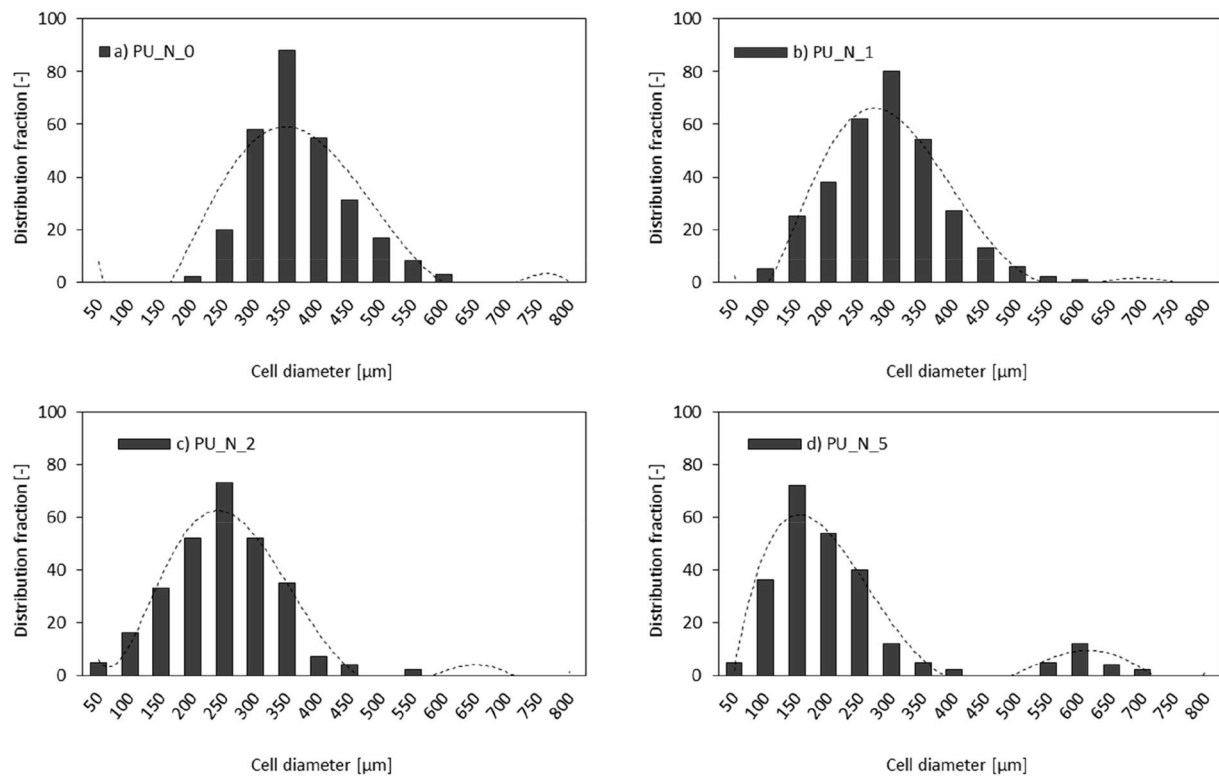 100
80
60
40
20
0
Distribution fraction [-]
a) PU_N_0
50 100 150 200 250 300 350 400 450 500 550 600 650 700 750 800
Cell diameter [µm]
100
80
60
40
20
0
Distribution fraction [-]
b) PU_N_1
50 100 150 200 250 300 350 400 450 500 550 600 650 700 750 800
Cell diameter [µm]
100
80
60
40
20
0
Distribution fraction [-]
c) PU_N_2
50 100 150 200 250 300 350 400 450 550 600 650 700 750 800
Cell diameter [µm]
100
80
60
40
20
0
Distribution fraction [-]
d) PU_N_5
50 100 150 200 250 300 350 400 450 500 550 600 650 700 750 800
Cell diameter [µm]